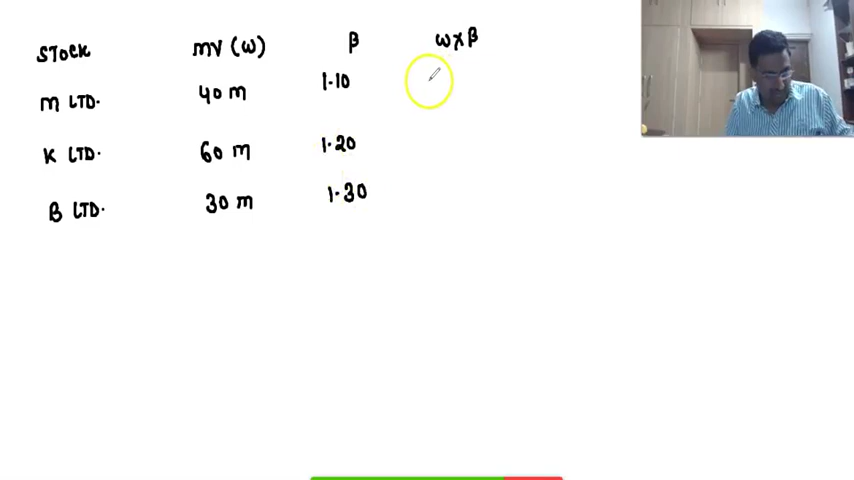 STOCK MV (W) β W×β
M LTD. 40 M 1.10
K LTD. 60 M 1.20
B LTD. 30 M 1.30